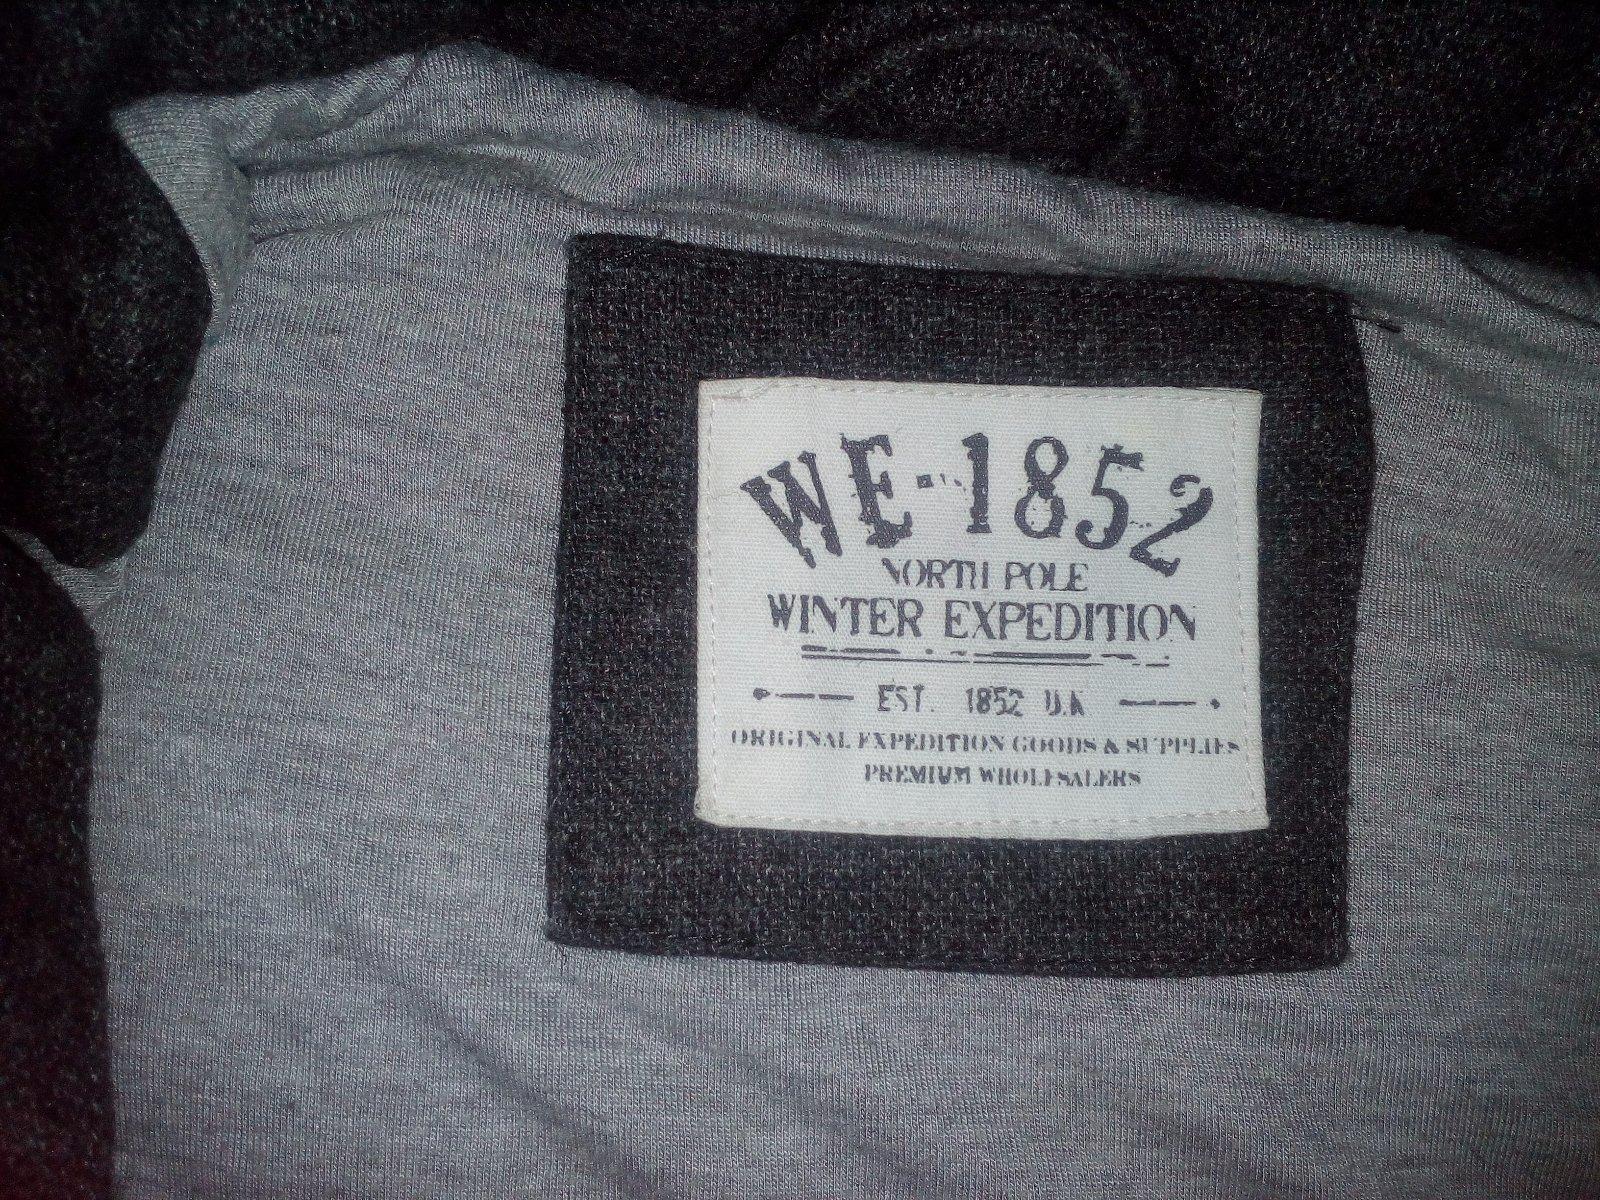 WE-1852
NORTH POLE
WINTER EXPEDITION
EST. 1852 U.K
ORIGINAL EXPEDITION GOODS & SUPPLIES
PREMIUM WHOLESALERS